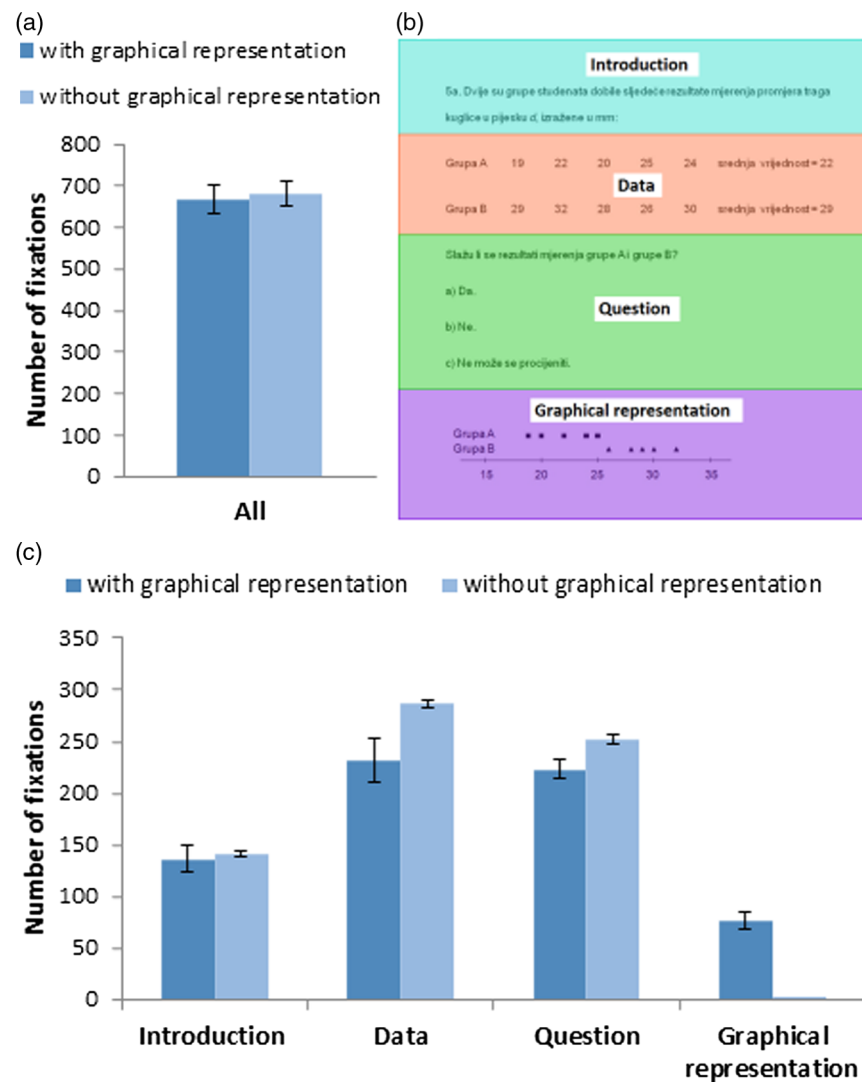 (a)
with graphical representation
without graphical representation
Number of fixations
800
700
600
500
400
300
200
100
0
All
(b)
Introduction
5a. Dvije su grupe studenata dobile sljedeće rezultate mjerenja promjera traga
kuglice u pijesku d, izražene u mm:
Grupa A 19 22 20 25 24 srednja vrijednost = 22
Data
Grupa B 29 32 28 26 30 srednja vrijednost = 29
Slažu li se rezultati mjerenja grupe A i grupe B?
a) Da.
Question
b) Ne.
c) Ne može se procijeniti.
Graphical representation
Grupa A
Grupa B
15 20 25 30 35
(c)
with graphical representation without graphical representation
Number of fixations
350
300
250
200
150
100
50
0
Introduction Data Question Graphical
representation